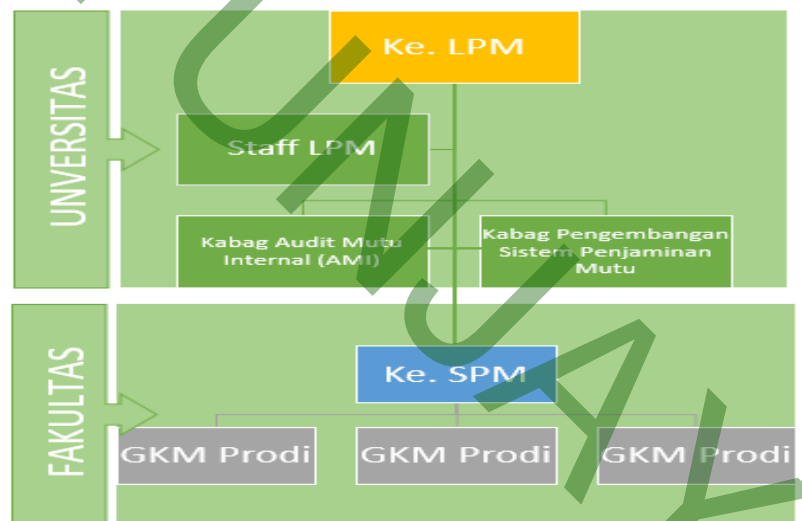 UNVERSITAS
Ke. LPM
Staff LPM
Kabag Audit Mutu
Internal (AMI)
Kabag Pengembangan
Sistem Penjaminan
Mutu
FAKULTAS
Ke. SPM
GKM Prodi
GKM Prodi
GKM Prodi
UNJAY